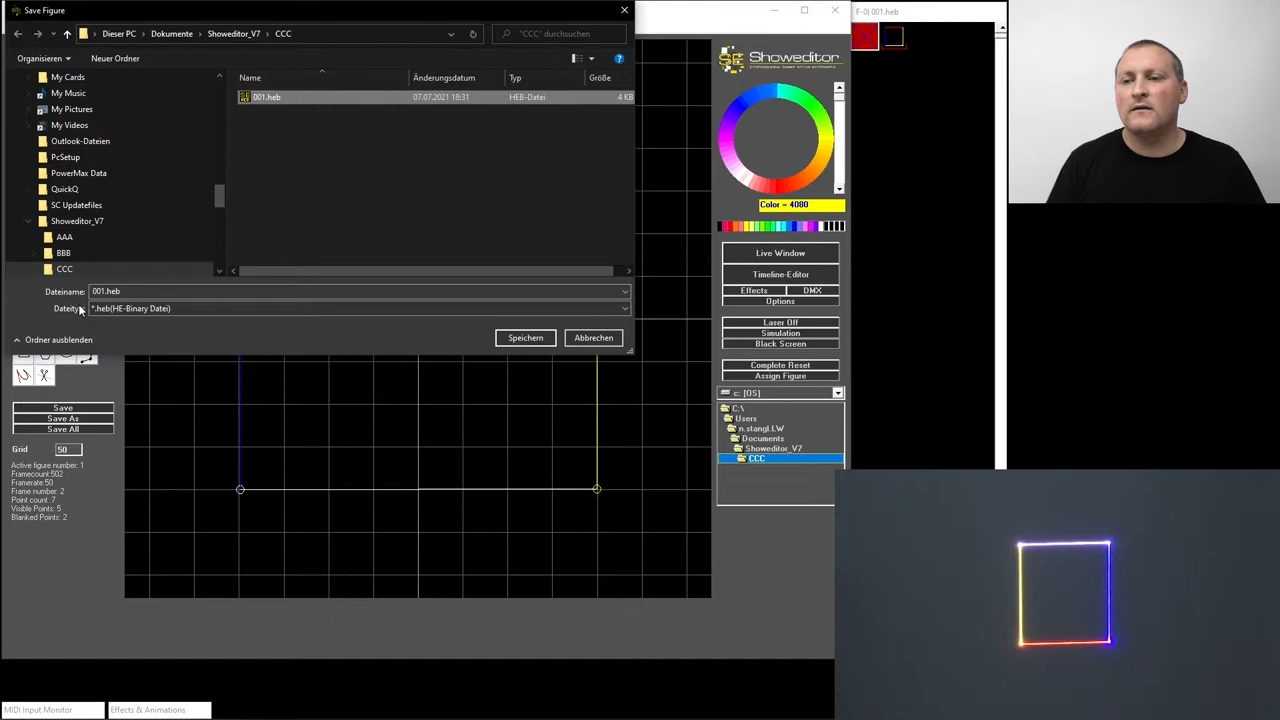 Save Figure
Dieser PC
Showeditor_V7
CCC
"CCC" durchsuchen
Organisieren
Neuer Ordner
My Cards
My Music
My Pictures
My Videos
Outlook-Dateien
PcSetup
PowerMax Data
QuickQ
SC Updatefiles
Showeditor_V7
AAA
BBB
CCC
Name
Änderungsdatum
Typ
Größe
001.heb
07.07.2021 18:31
HEB-Datei
4 KB
Dateiname:
001.heb
*.heb(HE-Binary Datei)
Ordner ausblenden
Speichern
Abbrechen
Save
Save As
Save All
Grid
50
Active figure number: 1
Framecount:502
Framerate:50
Frame number: 2
Point count :7
Visible Points: 5
Blanked Points: 2
SE Showeditor
Color = 4080
Live Window
Timeline-Editor
Effects
DMX
Options
Laser Off
Simulation
Black Screen
Complete Reset
Assign Figure
c: [OS]
C:\
Users
n.stangl.LW
Documents
Showeditor_V7
CCC
F-0| 001.heb
MIDI Input Monitor
Effects & Animations